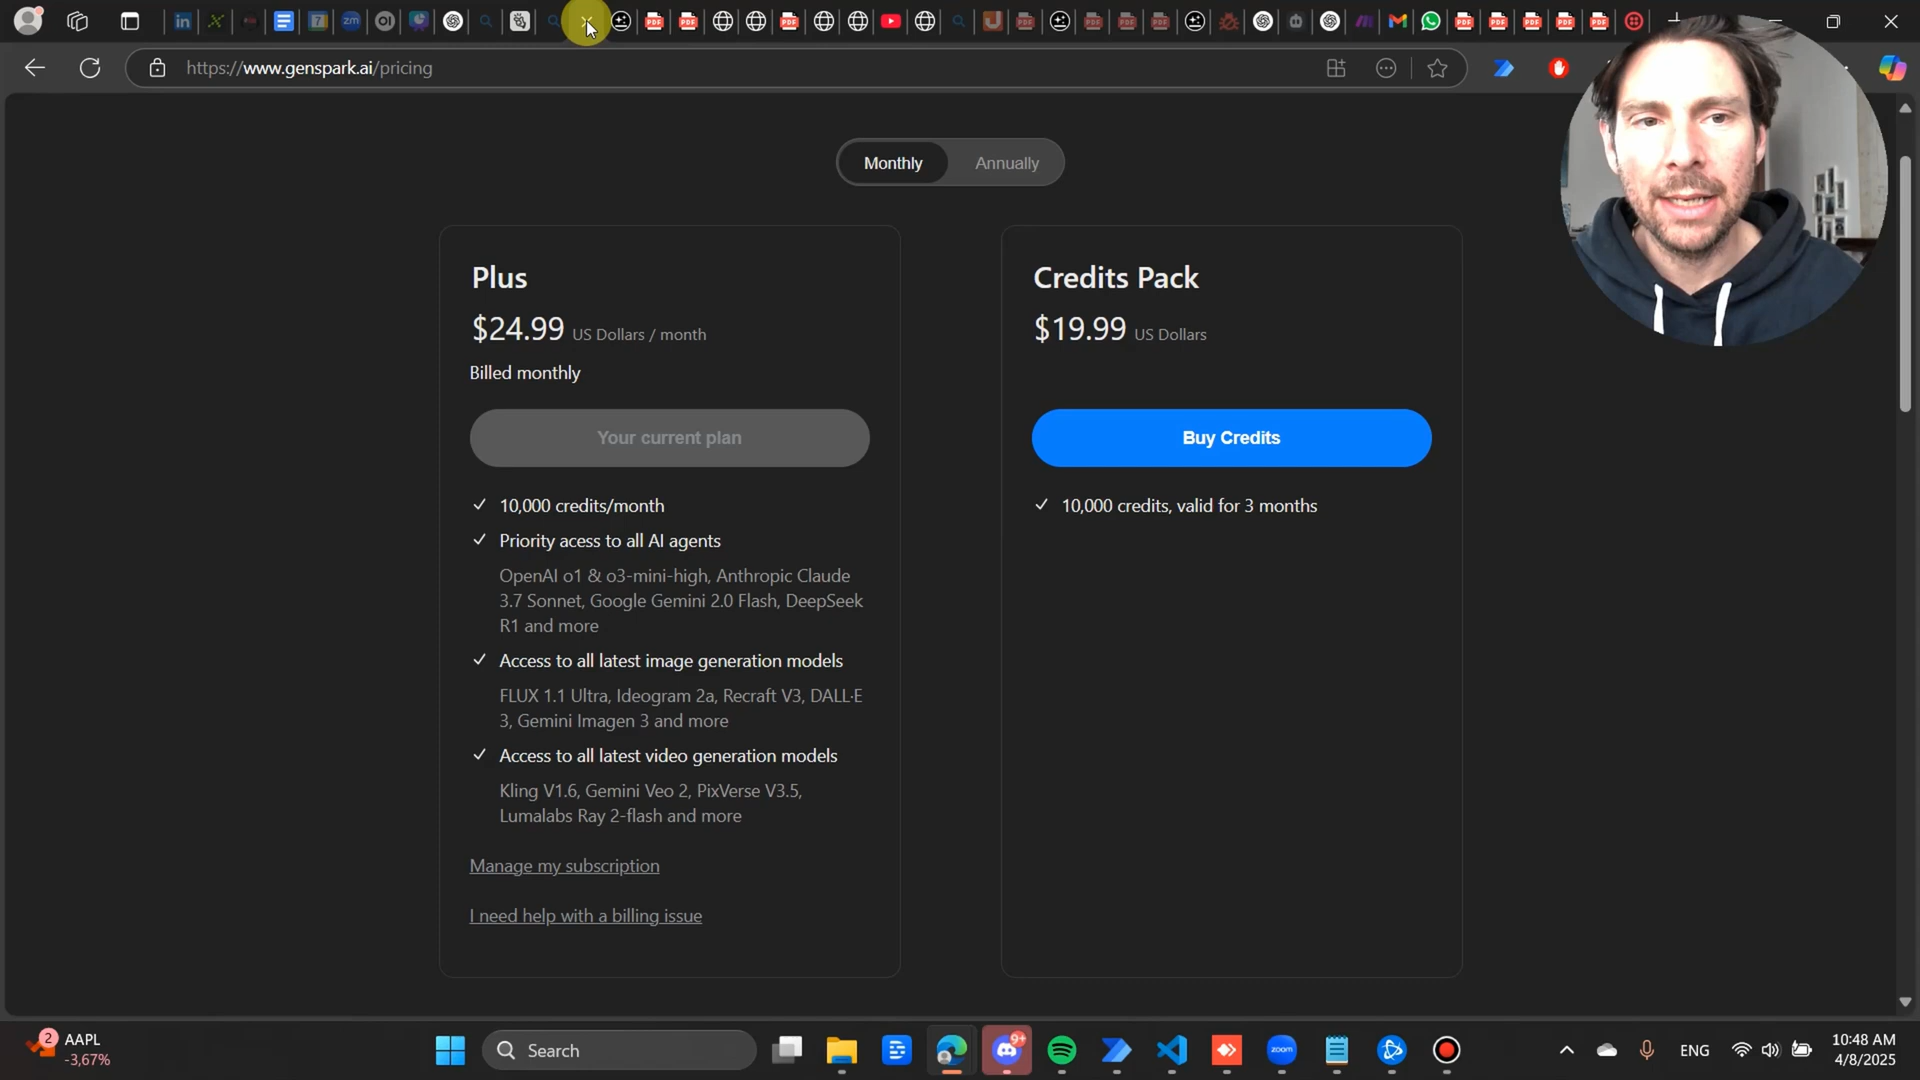 https://www.genspark.ai/pricing
Monthly
Annually
Plus
$24.99 US Dollars / month
Billed monthly
Your current plan
10,000 credits/month
Priority acess to all AI agents
OpenAI o1 & o3-mini-high, Anthropic Claude
3.7 Sonnet, Google Gemini 2.0 Flash, DeepSeek
R1 and more
Access to all latest image generation models
FLUX 1.1 Ultra, Ideogram 2a, Recraft V3, DALL·E
3, Gemini Imagen 3 and more
Access to all latest video generation models
Kling V1.6, Gemini Veo 2, PixVerse V3.5,
Lumalabs Ray 2-flash and more
Manage my subscription
I need help with a billing issue
Credits Pack
$19.99 US Dollars
Buy Credits
10,000 credits, valid for 3 months
2
AAPL
-3,67%
Search
9+
zoom
ENG
10:48 AM
4/8/2025